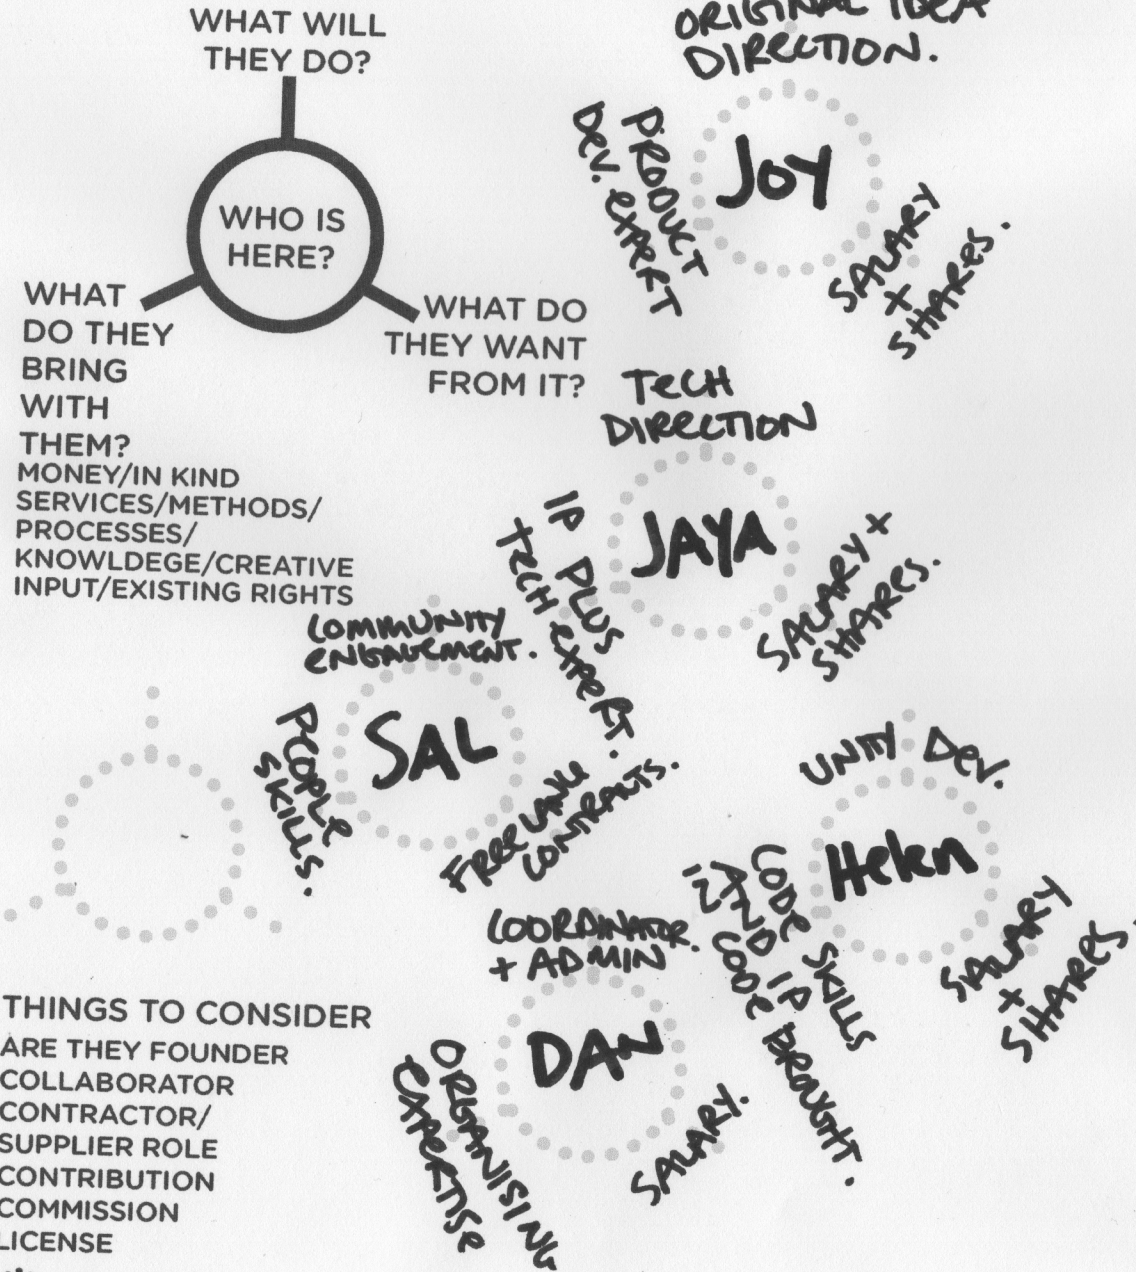 WHAT WILL
THEY DO?
WHO IS
HERE?
WHAT
DO THEY
BRING
WITH
THEM?
MONEY/IN KIND
SERVICES/METHODS/
PROCESSES/
KNOWLDEGE/CREATIVE
INPUT/EXISTING RIGHTS
WHAT DO
THEY WANT
FROM IT?
ORIGINAL IDEA
DIRECTION.
PRODUCT
DEV. EXPERT
JOY
SALARY
+
SHARES.
TECH
DIRECTION
IP PLUS
TECH EXPERT.
JAYA
SALARY +
SHARES.
COMMUNITY
ENGAGEMENT.
PEOPLE
SKILLS.
SAL
FREELANCE
CONTRACTS.
UNITY DEV.
CODE SKILLS
AND IP
IN CODE BROUGHT.
Helen
SALARY
+
SHARES.
COORDINATOR.
+ ADMIN
ORGANISING
EXPERTISE
DAN
SALARY.
THINGS TO CONSIDER
ARE THEY FOUNDER
COLLABORATOR
CONTRACTOR/
SUPPLIER ROLE
CONTRIBUTION
COMMISSION
LICENSE